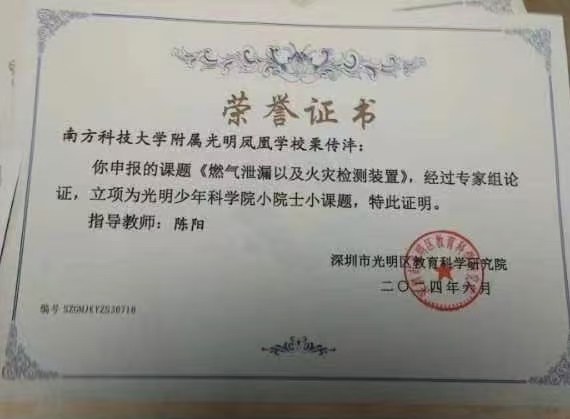 荣誉证书
南方科技大学附属光明凤凰学校栗传沣：
你申报的课题《燃气泄漏以及火灾检测装置》，经过专家组论
证，立项为光明少年科学院小院士小课题，特此证明。
指导教师：陈阳
深圳市光明区教育科学研究院
二〇二四年六月
编号 SZGMJKYZS30716